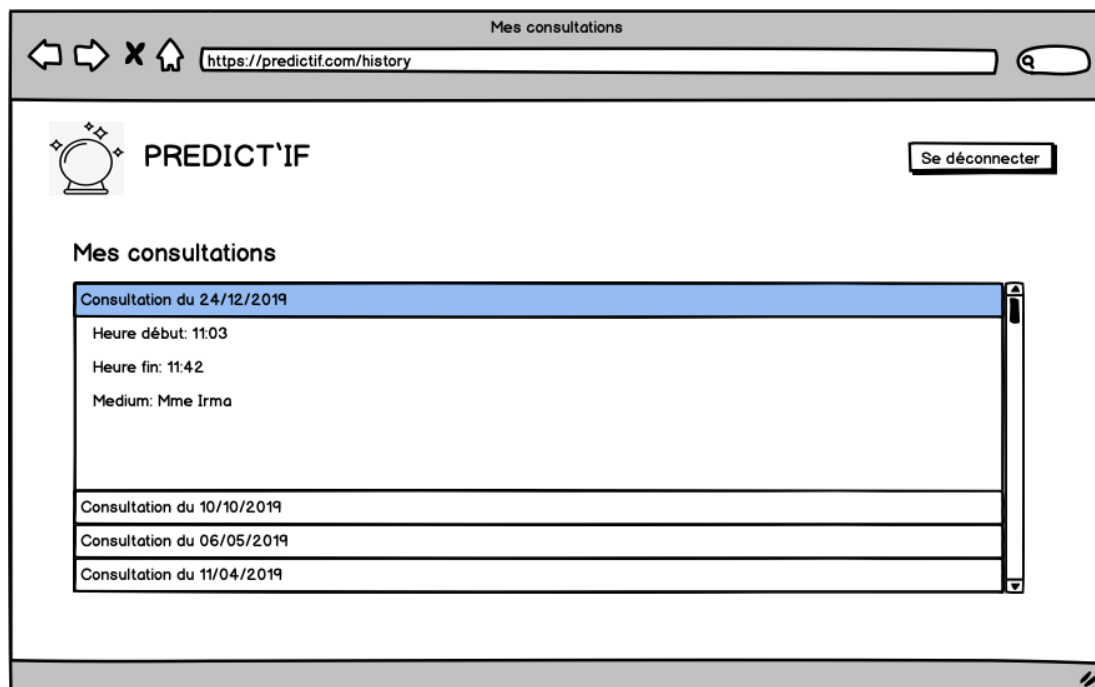 Mes consultations
https://predictif.com/history
PREDICT'IF
Se déconnecter
Mes consultations
Consultation du 24/12/2019
Heure début: 11:03
Heure fin: 11:42
Medium: Mme Irma
Consultation du 10/10/2019
Consultation du 06/05/2019
Consultation du 11/04/2019